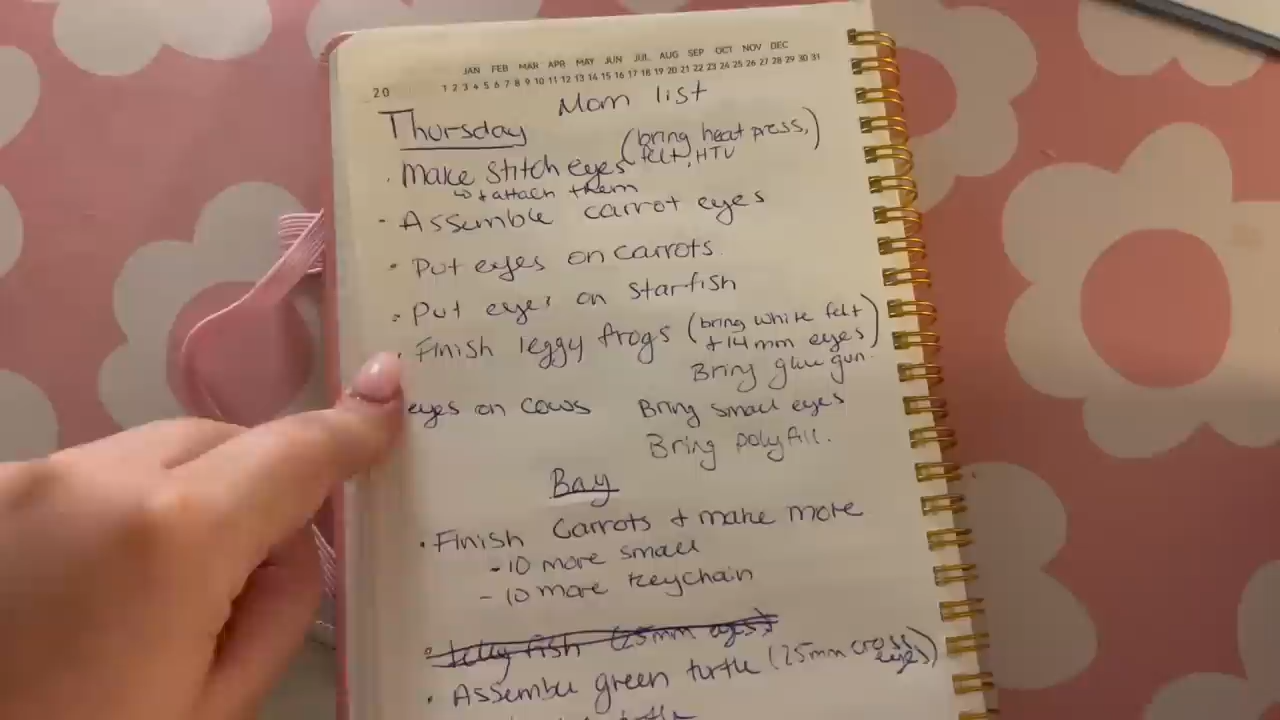 JAN FEB MAR APR MAY JUN JUL AUG SEP OCT NOV DEC
20 1 2 3 4 5 6 7 8 9 10 11 12 13 14 15 16 17 18 19 20 21 22 23 24 25 26 27 28 29 30 31
Mom list
Thursday
· Make Stitch eyes (bring heat press, felt, HTV)
↳ + attach them
- Assemble carrot eyes
· Put eyes on carrots.
· Put eyes on starfish
· Finish leggy frogs (bring white felt + 14mm eyes)
Bring glue gun.
eyes on cows Bring small eyes
Bring polyfill.
Bay
· Finish Carrots + make more
- 10 more small
- 10 more keychain
· Jelly fish (25mm eyes)
· Assemble green turtle (25mm cross eyes)